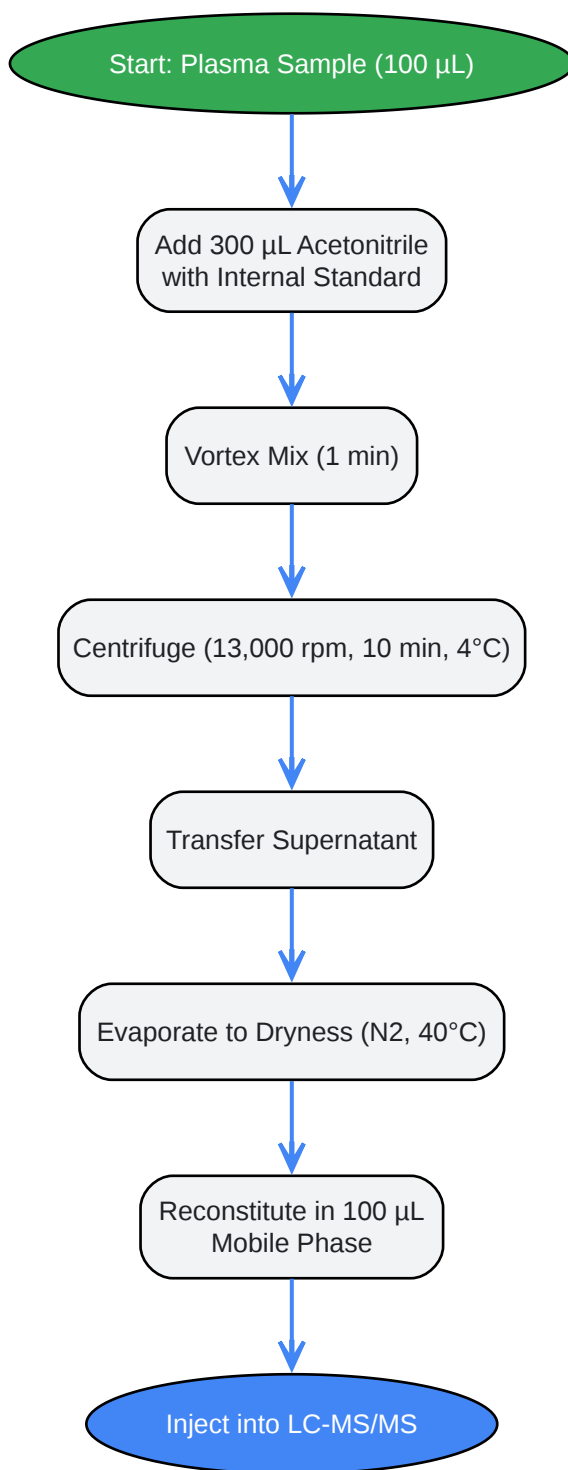 Start: Plasma Sample (100 µL)
Add 300 µL Acetonitrile
with Internal Standard
Vortex Mix (1 min)
Centrifuge (13,000 rpm, 10 min, 4°C)
Transfer Supernatant
Evaporate to Dryness (N2, 40°C)
Reconstitute in 100 µL
Mobile Phase
Inject into LC-MS/MS